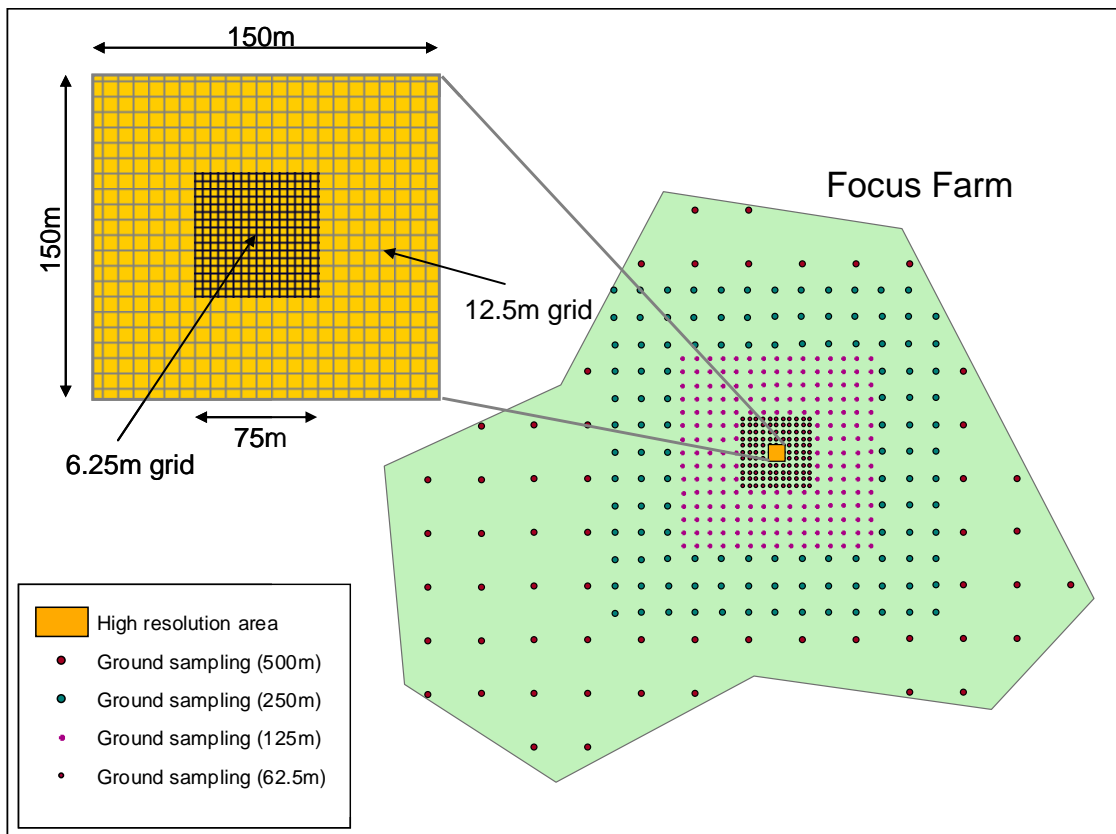 150m
150m
Focus Farm
12.5m grid
75m
6.25m grid
High resolution area
Ground sampling (500m)
Ground sampling (250m)
Ground sampling (125m)
Ground sampling (62.5m)